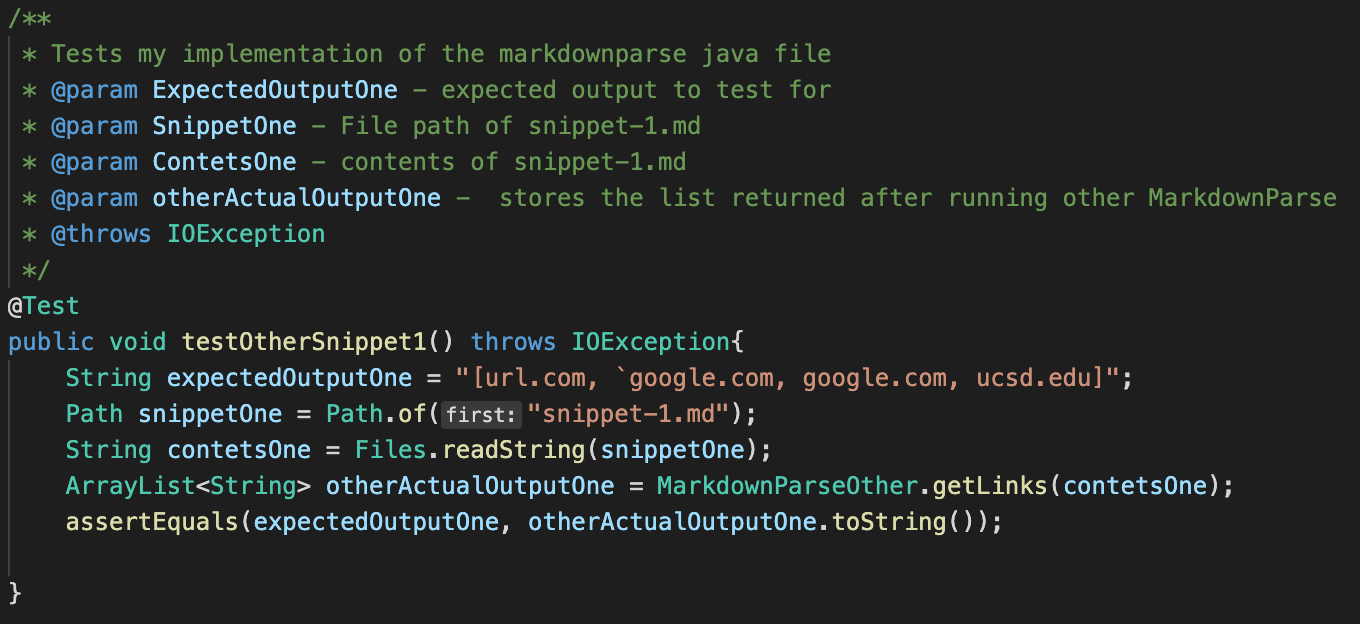 /**
 * Tests my implementation of the markdownparse java file
 * @param ExpectedOutputOne – expected output to test for
 * @param SnippetOne – File path of snippet-1.md
 * @param ContetsOne – contents of snippet-1.md
 * @param otherActualOutputOne –  stores the list returned after running other MarkdownParse
 * @throws IOException
 */
@Test
public void testOtherSnippet1() throws IOException{
    String expectedOutputOne = "[url.com, `google.com, google.com, ucsd.edu]";
    Path snippetOne = Path.of(first: "snippet-1.md");
    String contetsOne = Files.readString(snippetOne);
    ArrayList<String> otherActualOutputOne = MarkdownParseOther.getLinks(contetsOne);
    assertEquals(expectedOutputOne, otherActualOutputOne.toString());
}